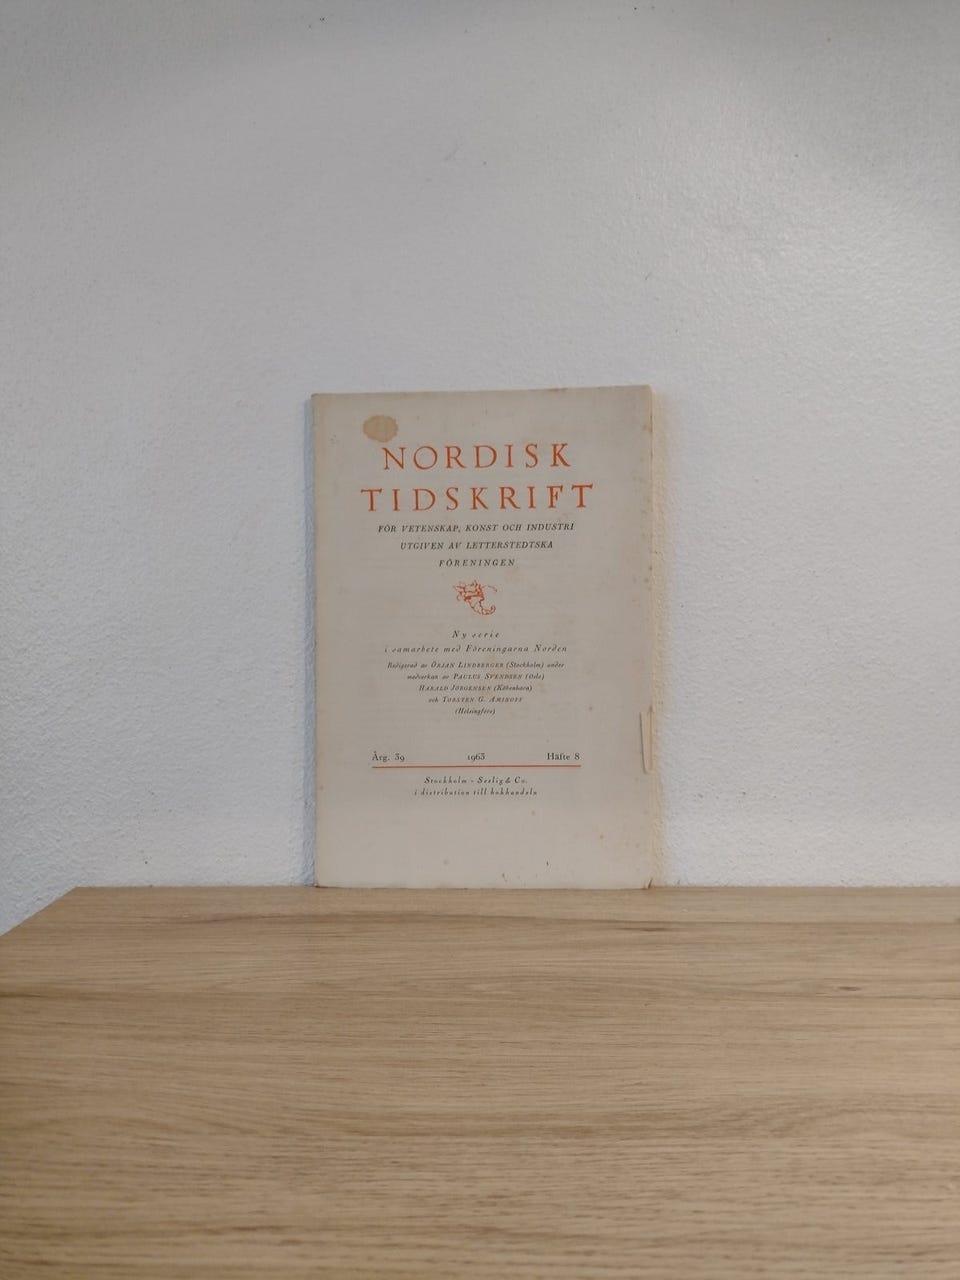 NORDISK
TIDSKRIFT
FÖR VETENSKAP, KONST OCH INDUSTRI
UTGIVEN AV LETTERSTEDTSKA
FÖRENINGEN
Ny serie
i samarbete med Föreningarna Norden
Redigerad av ÖRJAN LINDBERGER (Stockholm) under
medverkan av PAULUS SVENDSEN (Oslo)
HARALD JØRGENSEN (København)
och TORSTEN G. AMINOFF
(Helsingfors)
Årg. 39 1963 Häfte 8
Stockholm - Seelig & Co.
i distribution till bokhandeln